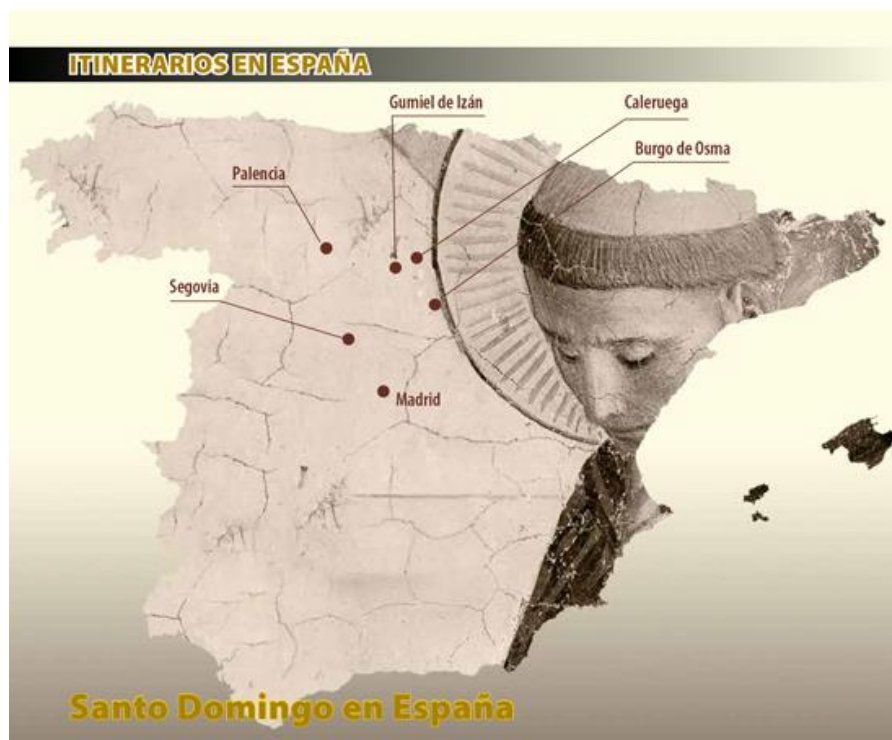 ITINERARIOS EN ESPAÑA
Gumiel de Izán
Caleruega
Burgo de Osma
Palencia
Segovia
Madrid
Santo Domingo en España